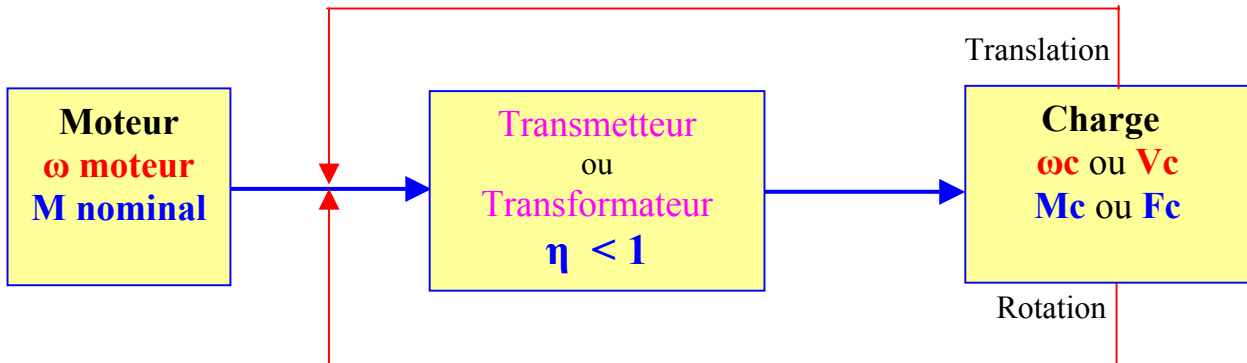 Translation
Moteur
ω moteur
M nominal
Transmetteur
ou
Transformateur
η < 1
Charge
ωc ou Vc
Mc ou Fc
Rotation